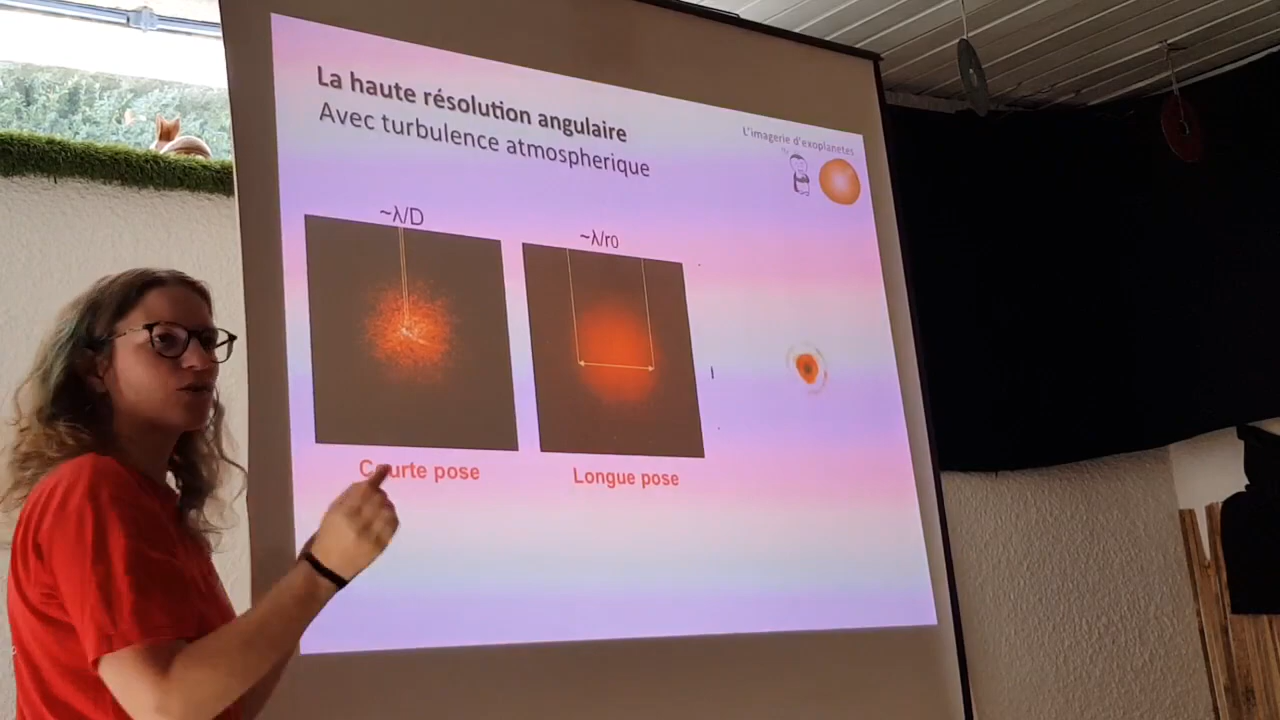 La haute résolution angulaire
Avec turbulence atmospherique
L'imagerie d'exoplanetes
~λ/D
~λ/r0
Courte pose
Longue pose